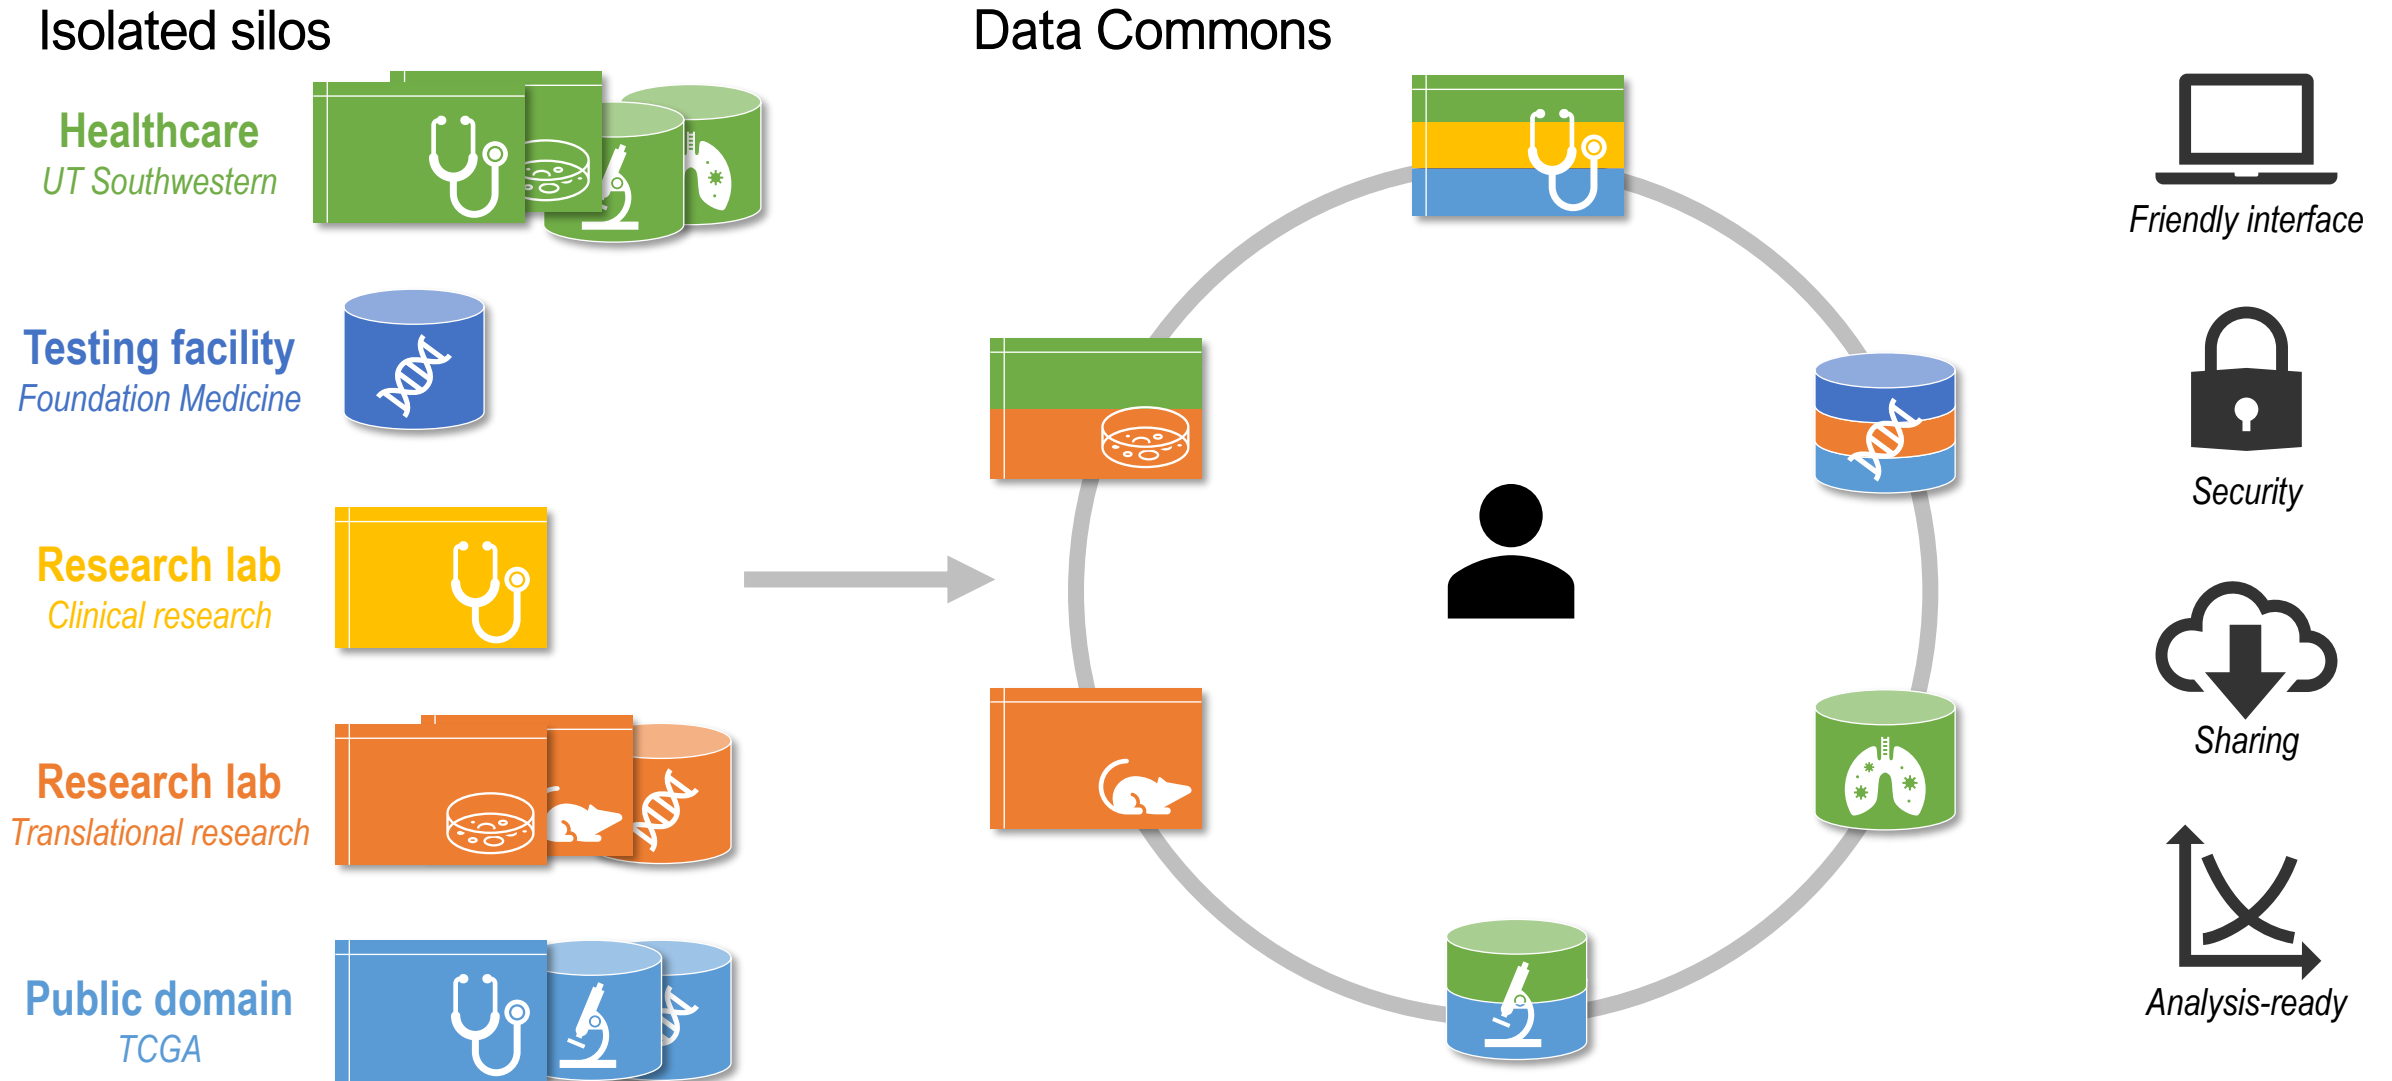 Isolated silos
Data Commons
Healthcare
UT Southwestern
Testing facility
Foundation Medicine
Research lab
Clinical research
Research lab
Translational research
Public domain
TCGA
Friendly interface
Security
Sharing
Analysis-ready